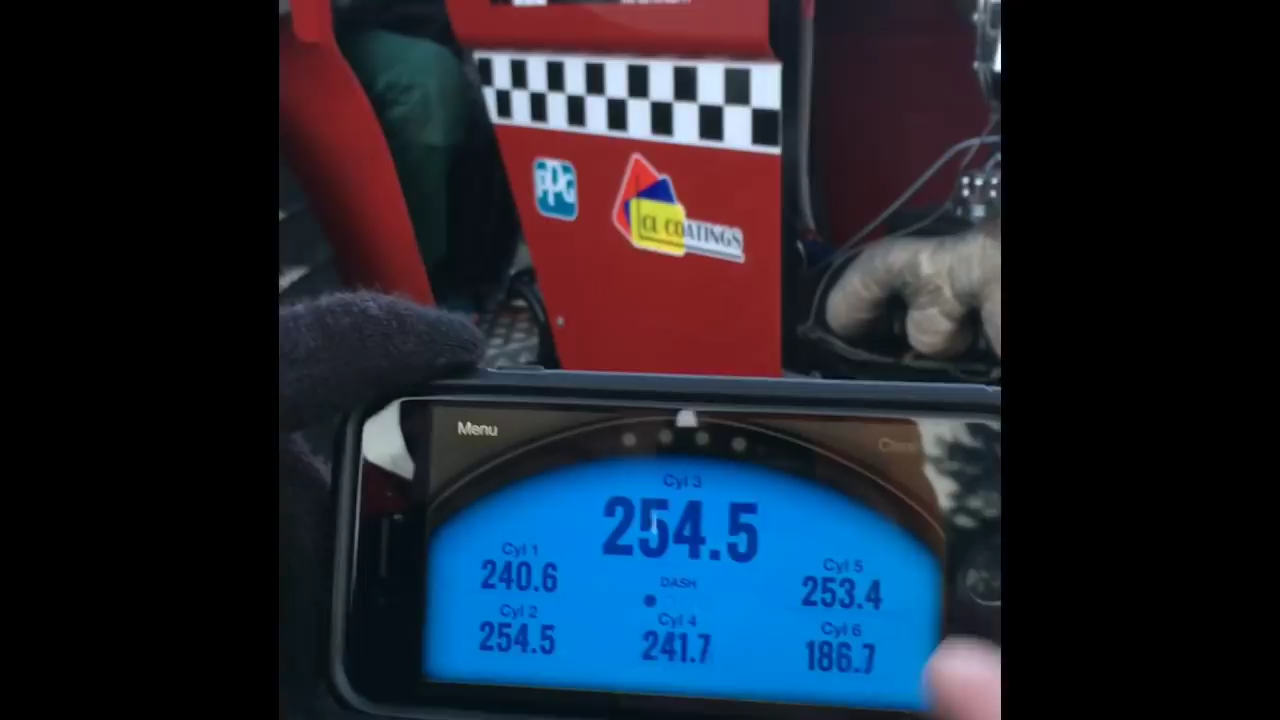 PPG
CL COATINGS
Menu
Cyl 3
254.5
Cyl 1
240.6
DASH
Cyl 5
253.4
Cyl 2
254.5
Cyl 4
241.7
Cyl 6
186.7